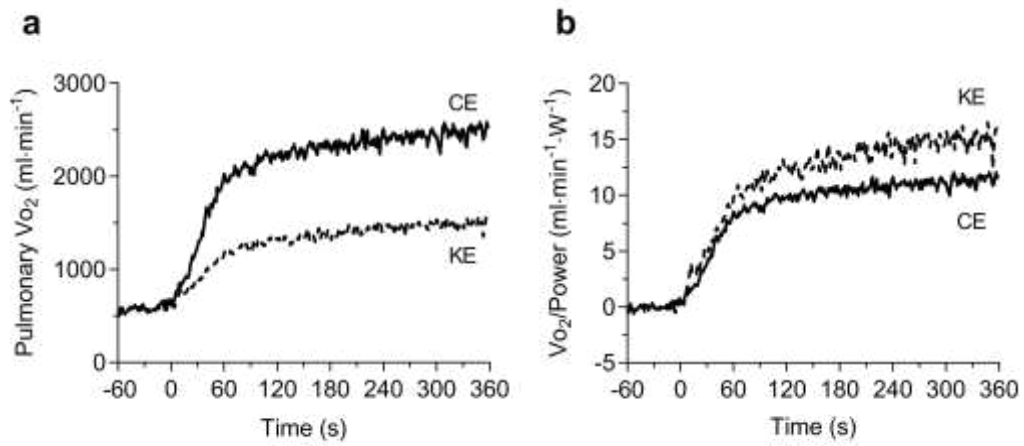 a
3000
2000
1000
0
Pulmonary Vo₂ (ml·min⁻¹)
CE
KE
-60 0 60 120 180 240 300 360
Time (s)
b
20
15
10
5
0
-5
Vo₂/Power (ml·min⁻¹·W⁻¹)
KE
CE
-60 0 60 120 180 240 300 360
Time (s)